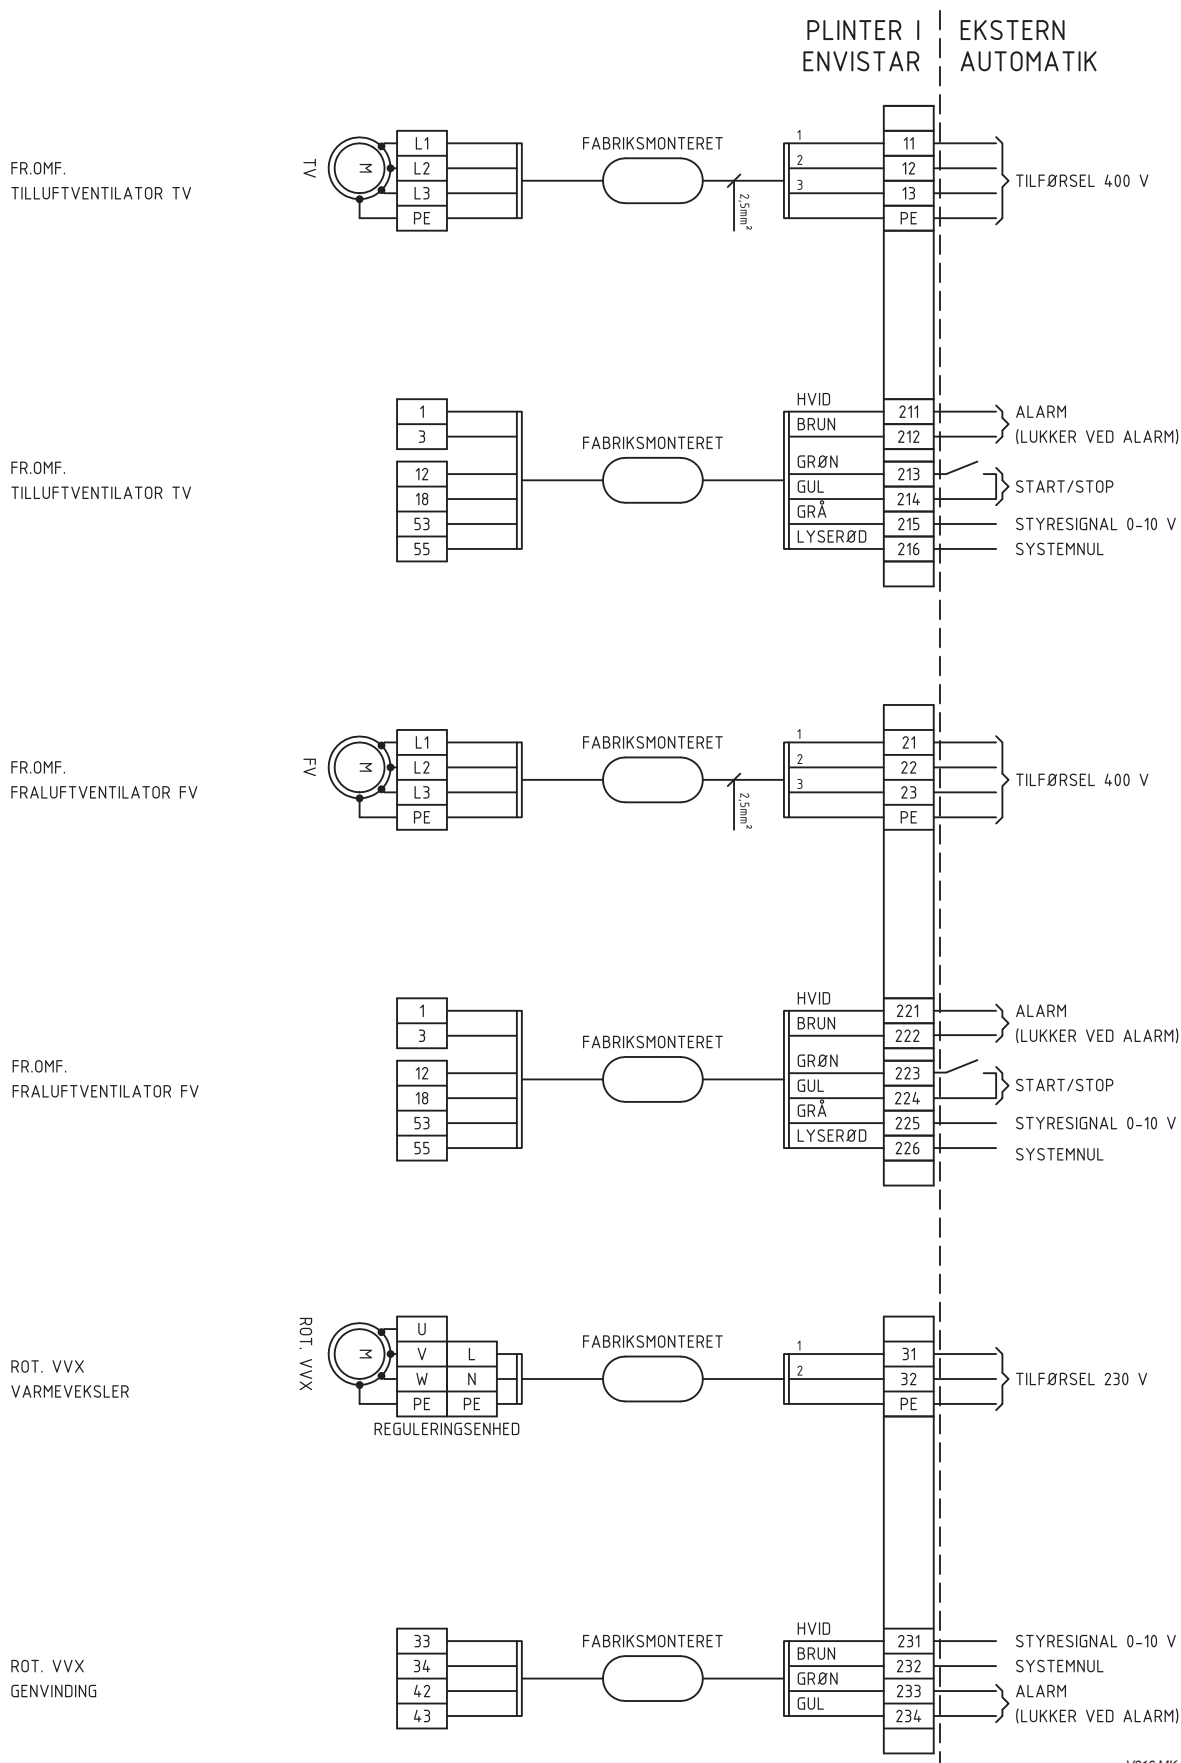 PLINTER I
ENVISTAR
EKSTERN
AUTOMATIK
FR.OMF.
TILLUFTVENTILATOR TV
TV
M
L1
L2
L3
PE
FABRIKSMONTERET
2,5mm²
1
2
3
11
12
13
PE
TILFØRSEL 400 V
FR.OMF.
TILLUFTVENTILATOR TV
1
3
12
18
53
55
FABRIKSMONTERET
HVID
BRUN
GRØN
GUL
GRÅ
LYSERØD
211
212
213
214
215
216
ALARM
(LUKKER VED ALARM)
START/STOP
STYRESIGNAL 0-10 V
SYSTEMNUL
FR.OMF.
FRALUFTVENTILATOR FV
FV
M
L1
L2
L3
PE
FABRIKSMONTERET
2,5mm²
1
2
3
21
22
23
PE
TILFØRSEL 400 V
FR.OMF.
FRALUFTVENTILATOR FV
1
3
12
18
53
55
FABRIKSMONTERET
HVID
BRUN
GRØN
GUL
GRÅ
LYSERØD
221
222
223
224
225
226
ALARM
(LUKKER VED ALARM)
START/STOP
STYRESIGNAL 0-10 V
SYSTEMNUL
ROT. VVX
VARMEVEKSLER
ROT. VVX
M
U
V L
W N
PE PE
REGULERINGSENHED
FABRIKSMONTERET
1
2
31
32
PE
TILFØRSEL 230 V
ROT. VVX
GENVINDING
33
34
42
43
FABRIKSMONTERET
HVID
BRUN
GRØN
GUL
231
232
233
234
STYRESIGNAL 0-10 V
SYSTEMNUL
ALARM
(LUKKER VED ALARM)